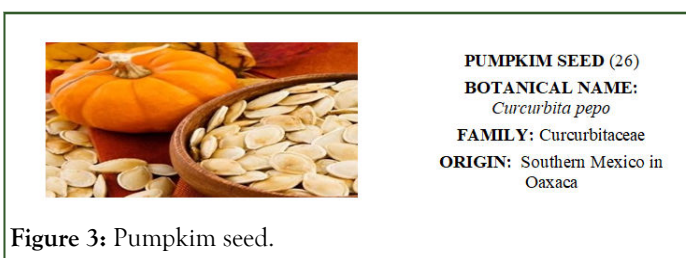 PUMPKIM SEED (26)
BOTANICAL NAME:
Curcurbita pepo
FAMILY: Curcurbitaceae
ORIGIN: Southern Mexico in
Oaxaca
Figure 3: Pumpkim seed.